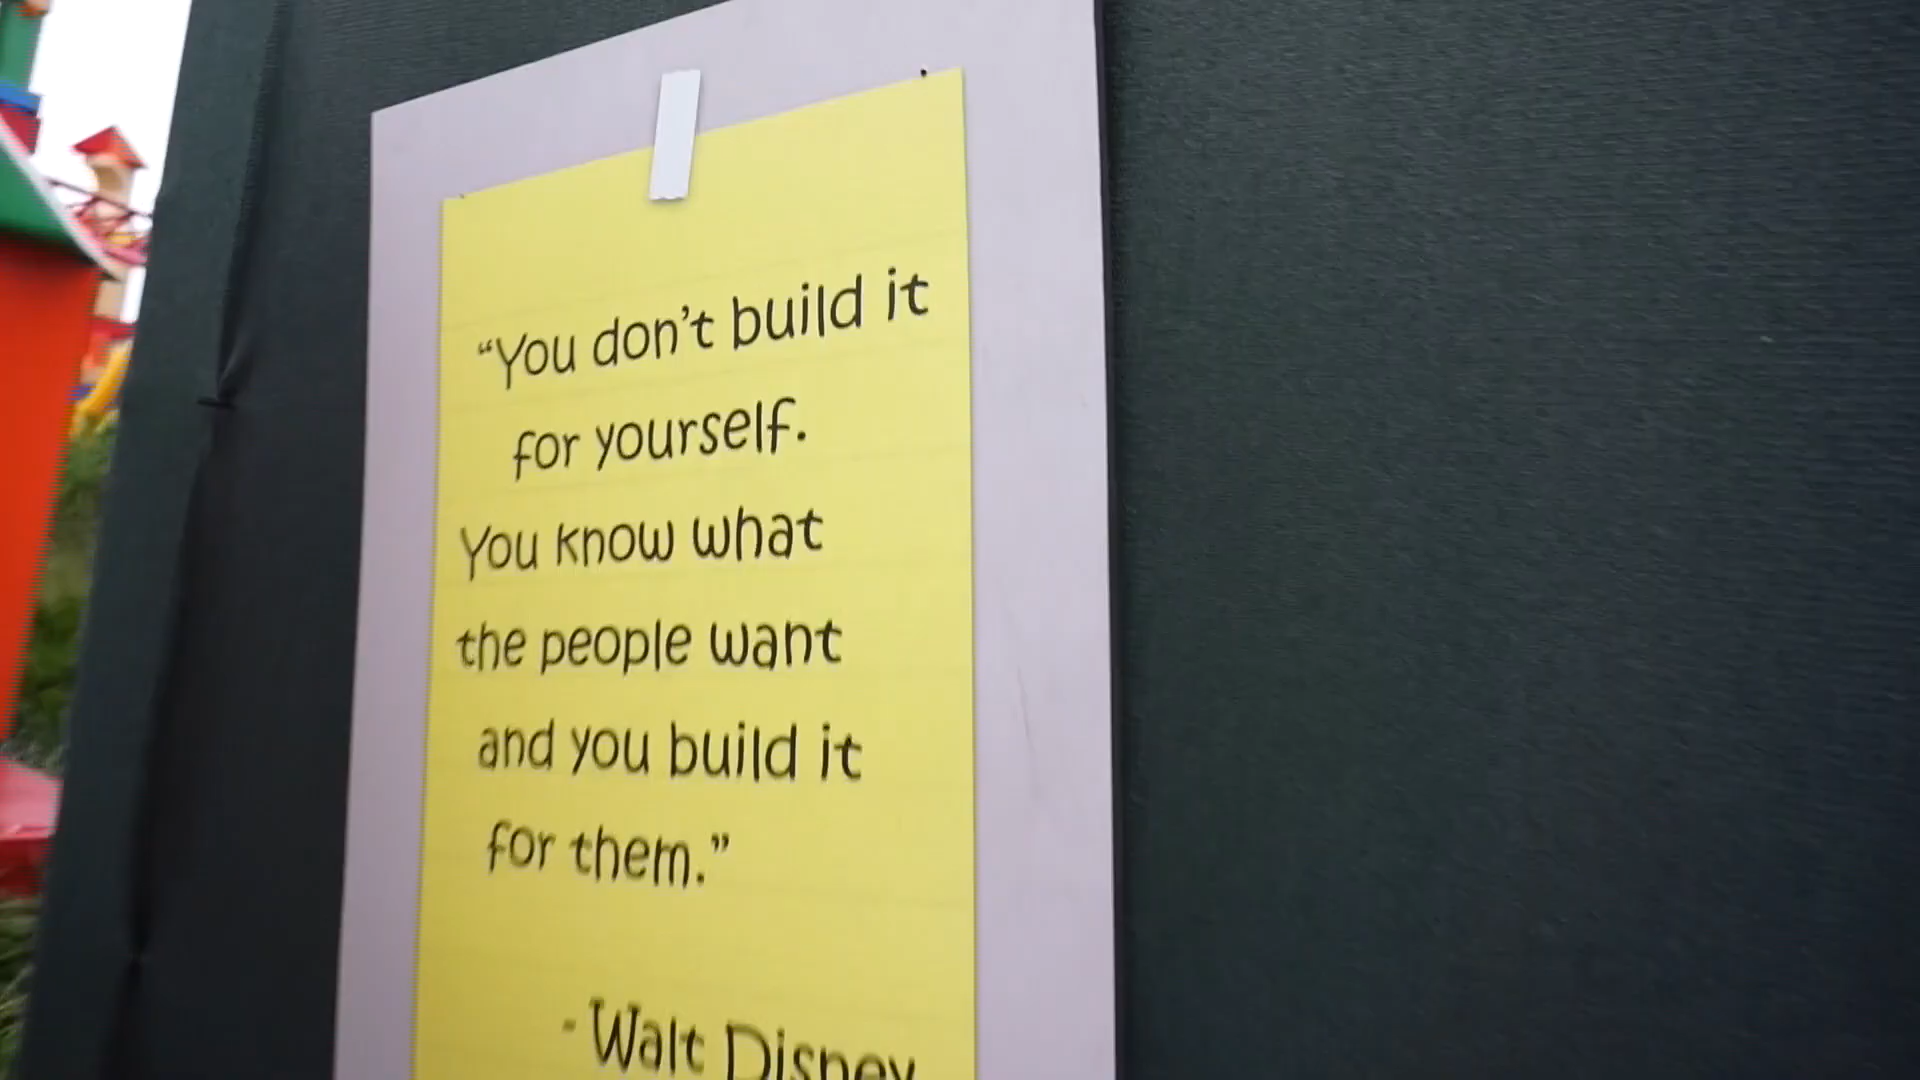 “You don’t build it
for yourself.
You know what
the people want
and you build it
for them.”
- Walt Disney